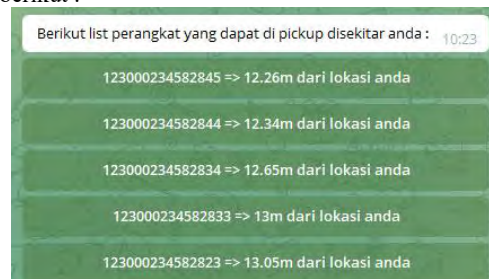 Berikut list perangkat yang dapat di pickup disekitar anda :
10:23
123000234582845 => 12.26m dari lokasi anda
123000234582844 => 12.34m dari lokasi anda
123000234582834 => 12.65m dari lokasi anda
123000234582833 => 13m dari lokasi anda
123000234582823 => 13.05m dari lokasi anda